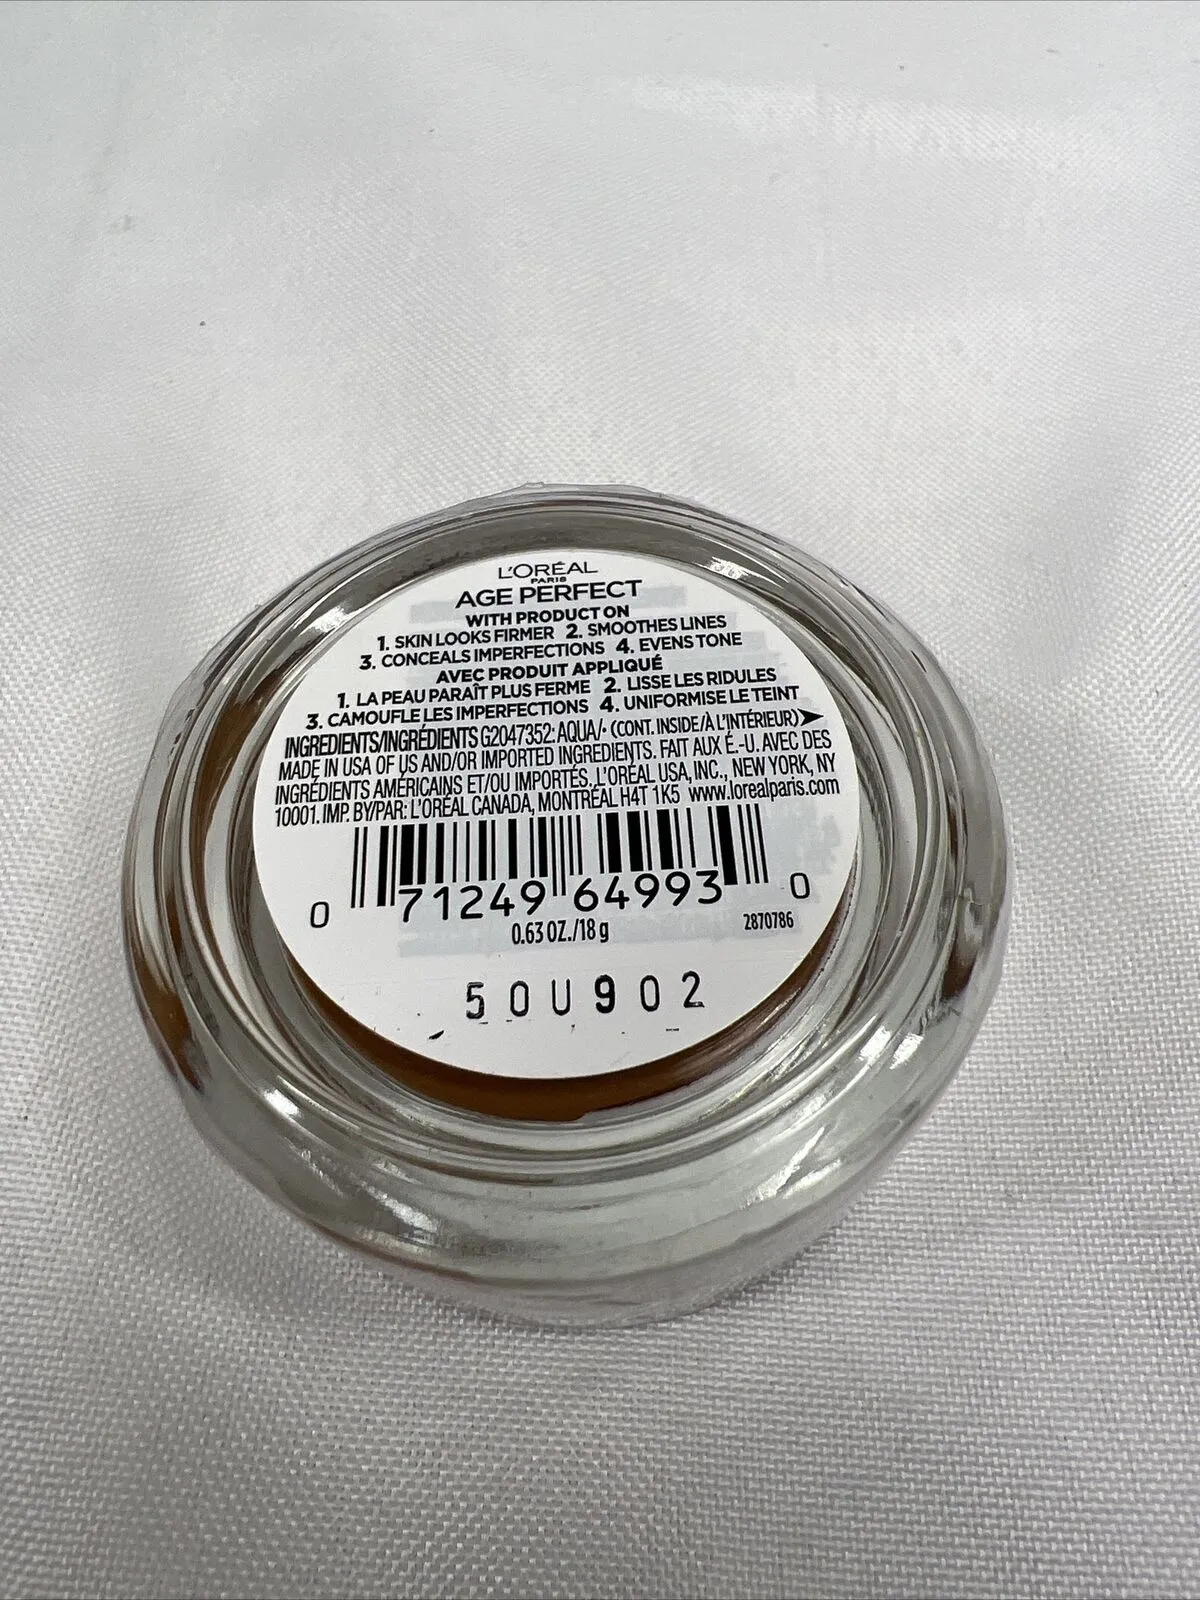 L'ORÉAL
PARIS
AGE PERFECT
WITH PRODUCT ON
1. SKIN LOOKS FIRMER 2. SMOOTHES LINES
3. CONCEALS IMPERFECTIONS 4. EVENS TONE
AVEC PRODUIT APPLIQUÉ
1. LA PEAU PARAÎT PLUS FERME 2. LISSE LES RIDULES
3. CAMOUFLE LES IMPERFECTIONS 4. UNIFORMISE LE TEINT
INGREDIENTS/INGRÉDIENTS G2047352: AQUA/• (CONT. INSIDE/À L'INTÉRIEUR)➤
MADE IN USA OF US AND/OR IMPORTED INGREDIENTS. FAIT AUX É.-U. AVEC DES
INGRÉDIENTS AMÉRICAINS ET/OU IMPORTÉS. L'ORÉAL USA, INC., NEW YORK, NY
10001. IMP. BY/PAR: L'ORÉAL CANADA, MONTRÉAL H4T 1K5 www.lorealparis.com
0 71249 64993 0
0.63 OZ./18 g 2870786
50U902